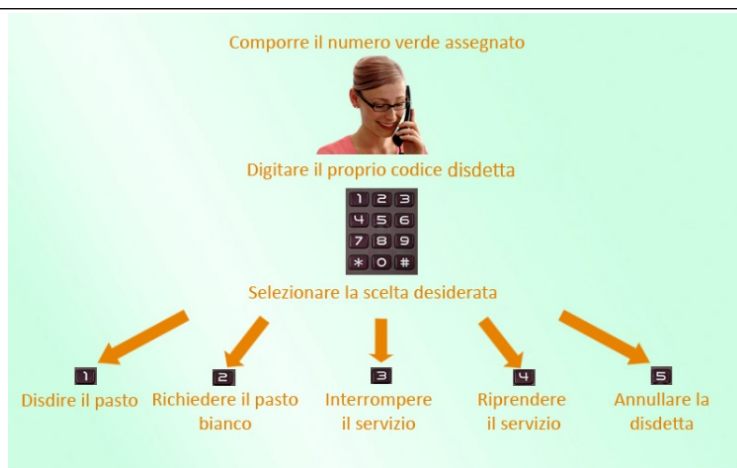 Comporre il numero verde assegnato
Digitare il proprio codice disdetta
1 2 3
4 5 6
7 8 9
* 0 #
Selezionare la scelta desiderata
1
Disdire il pasto
2
Richiedere il pasto
bianco
3
Interrompere
il servizio
4
Riprendere
il servizio
5
Annullare la
disdetta